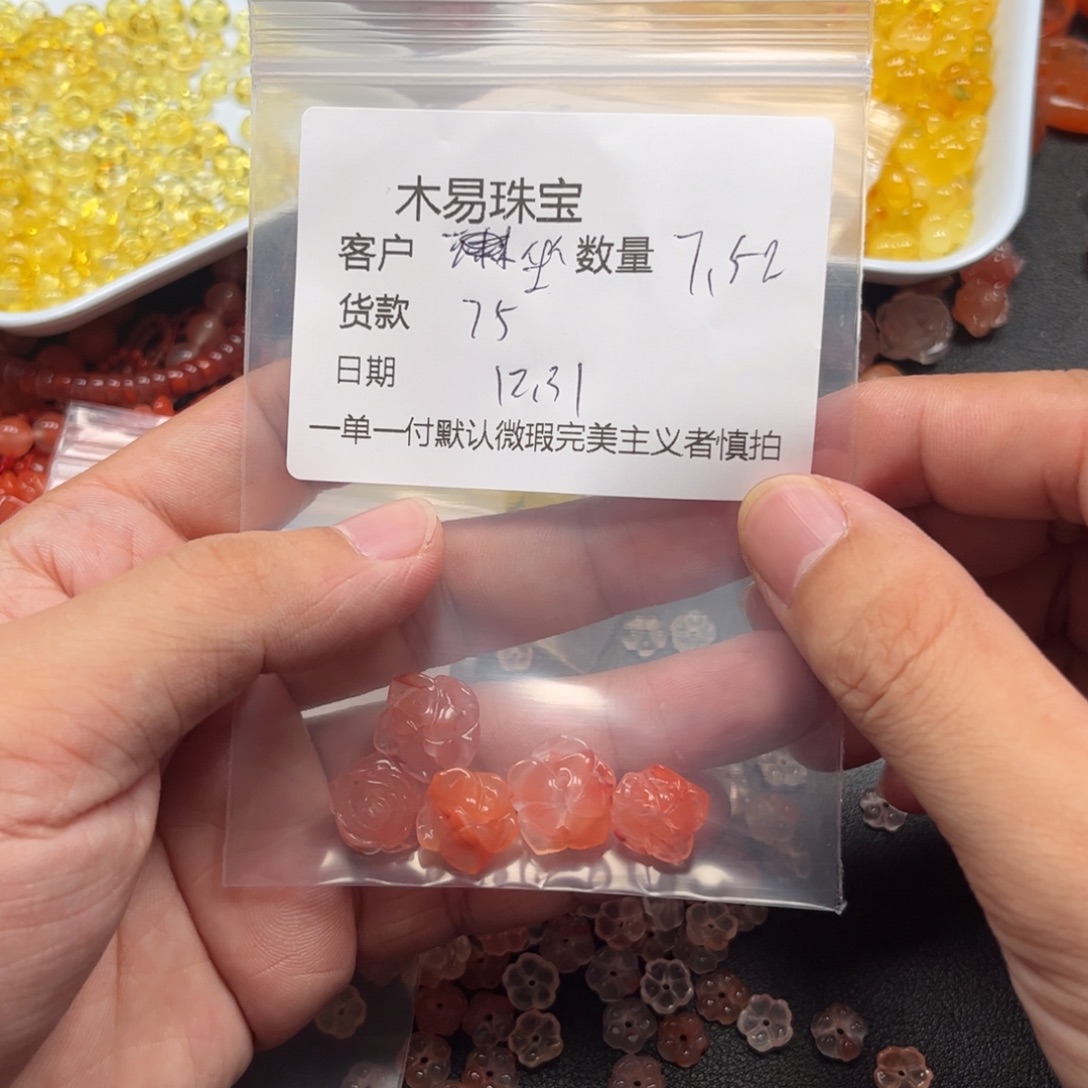 木易珠宝
客户 数量 7.52
货款 75
日期 12.31
一单一付默认微瑕完美主义者慎拍